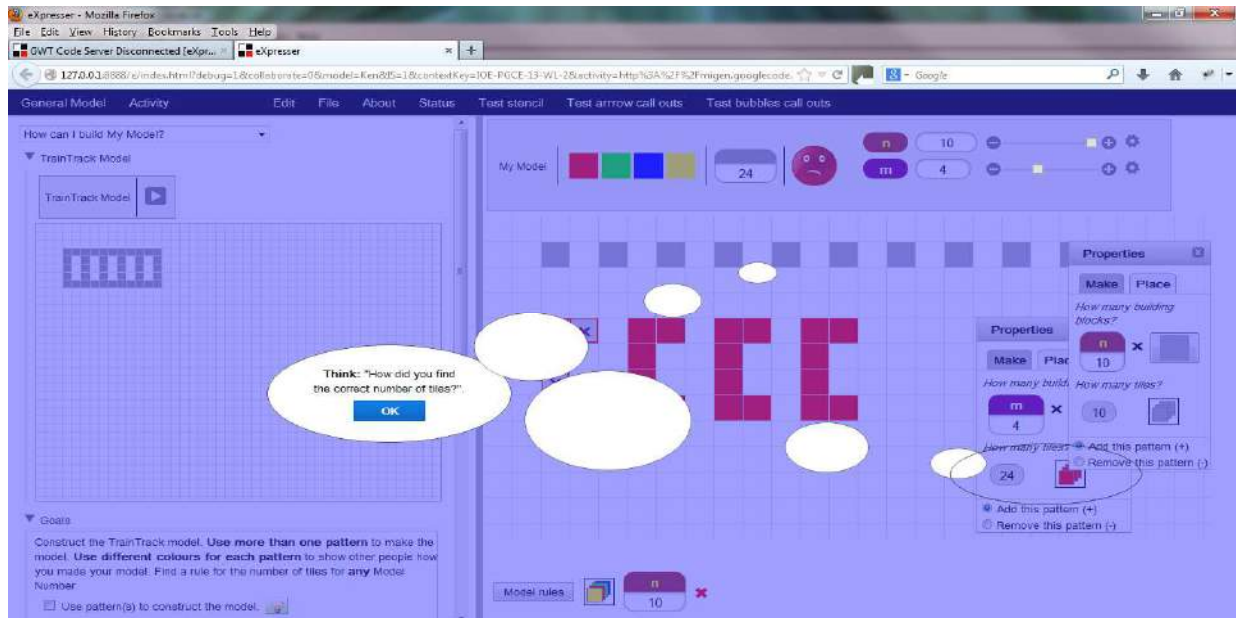 eXpresser - Mozilla Firefox
File Edit View History Bookmarks Tools Help
GWT Code Server Disconnected [eXpr... × eXpresser × +
Google
General Model Activity Edit File About Status Test stencil Test arrrow call outs Test bubbles call outs
How can I build My Model?
TrainTrack Model
TrainTrack Model
My Model
24
n 10
m 4
Think: "How did you find
the correct number of tiles?".
OK
Properties
Make Place
How many building
blocks?
n
10
×
How many tiles?
10
Add this pattern (+)
Remove this pattern (-)
Properties
Make Plac
How many build
m
4
×
How many tiles
24
Add this pattern (+)
Remove this pattern (-)
Goals
Construct the TrainTrack model. Use more than one pattern to make the
model. Use different colours for each pattern to show other people how
you made your model. Find a rule for the number of tiles for any Model
Number.
Use pattern(s) to construct the model.
Model rules
n
10